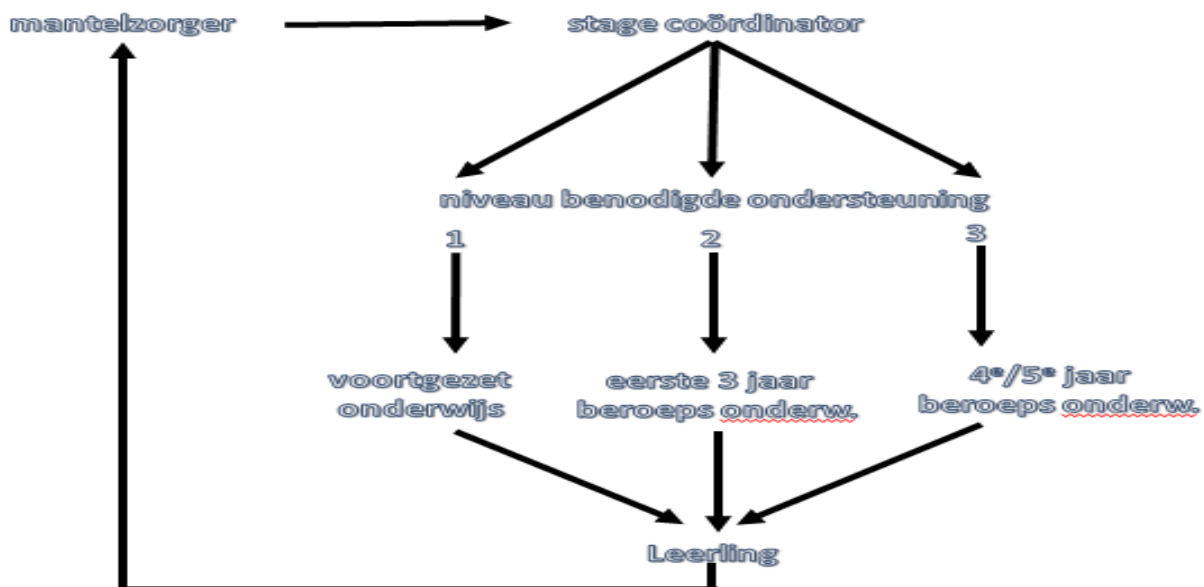 mantelzorger
stage coördinator
niveau benodigde ondersteuning
1
2
3
voortgezet
onderwijs
eerste 3 jaar
beroeps onderw.
4e/5e jaar
beroeps onderw.
Leerling